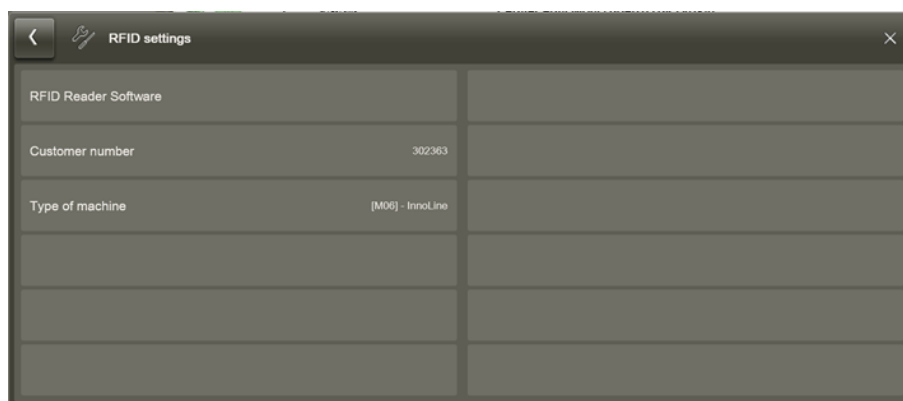 RFID settings
RFID Reader Software
Customer number 302363
Type of machine [M06] - InnoLine